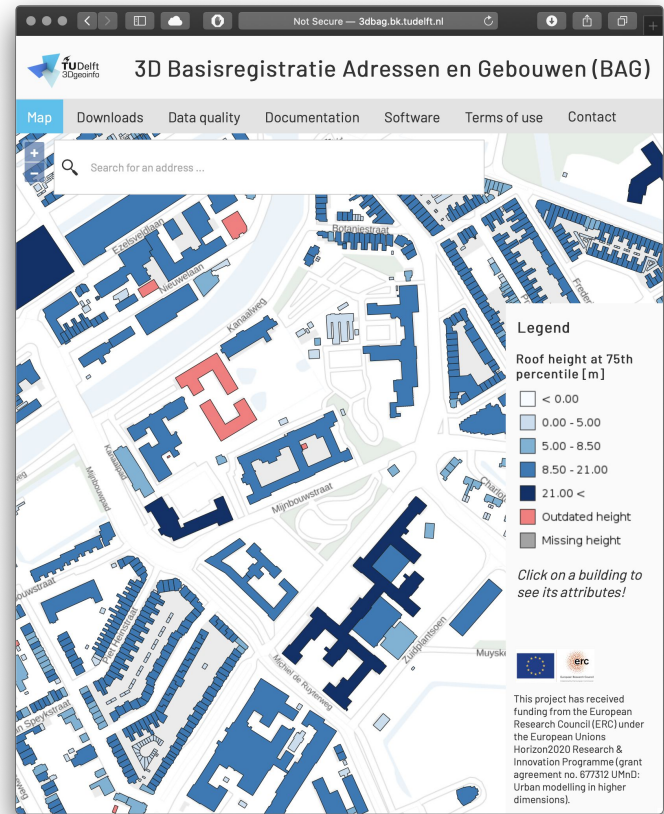 Not Secure — 3dbag.bk.tudelft.nl
TUDelft
3Dgeoinfo
3D Basisregistratie Adressen en Gebouwen (BAG)
Map
Downloads
Data quality
Documentation
Software
Terms of use
Contact
+
−
Search for an address ...
Ezelsveldlaan
Botaniestraat
Nieuwelaan
Kanaalweg
Kanaalpad
Mijnbouwpad
Mijnbouwstraat
Piet Heinstraat
Zuidplantsoen
Michiel de Ruyterweg
Legend
Roof height at 75th
percentile [m]
< 0.00
0.00 - 5.00
5.00 - 8.50
8.50 - 21.00
21.00 <
Outdated height
Missing height
Click on a building to
see its attributes!
erc
This project has received
funding from the European
Research Council (ERC) under
the European Unions
Horizon2020 Research &
Innovation Programme (grant
agreement no. 677312 UMnD:
Urban modelling in higher
dimensions).